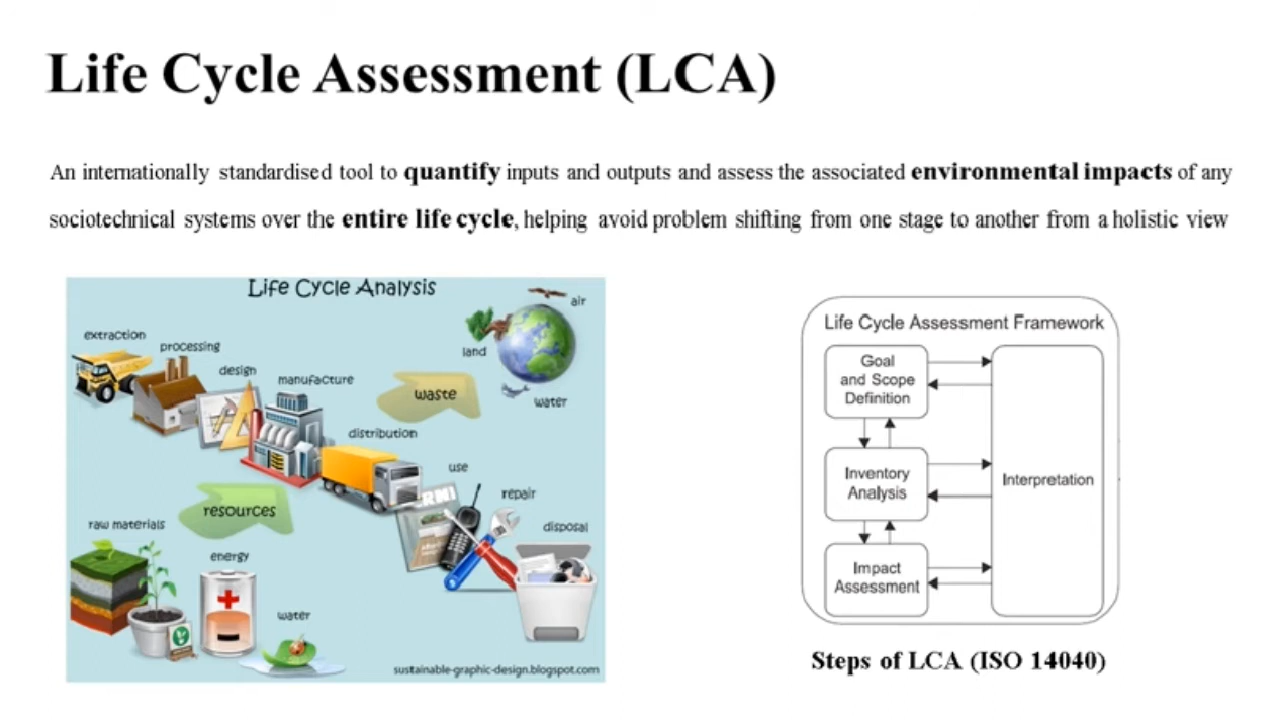 Life Cycle Assessment (LCA)
An internationally standardised tool to quantify inputs and outputs and assess the associated environmental impacts of any
sociotechnical systems over the entire life cycle, helping avoid problem shifting from one stage to another from a holistic view
Life Cycle Analysis
air
extraction
processing
land
design
manufacture
waste
water
distribution
use
repair
resources
raw materials
disposal
energy
water
sustainable-graphic-design.blogspot.com
Life Cycle Assessment Framework
Goal
and Scope
Definition
Inventory
Analysis
Interpretation
Impact
Assessment
Steps of LCA (ISO 14040)